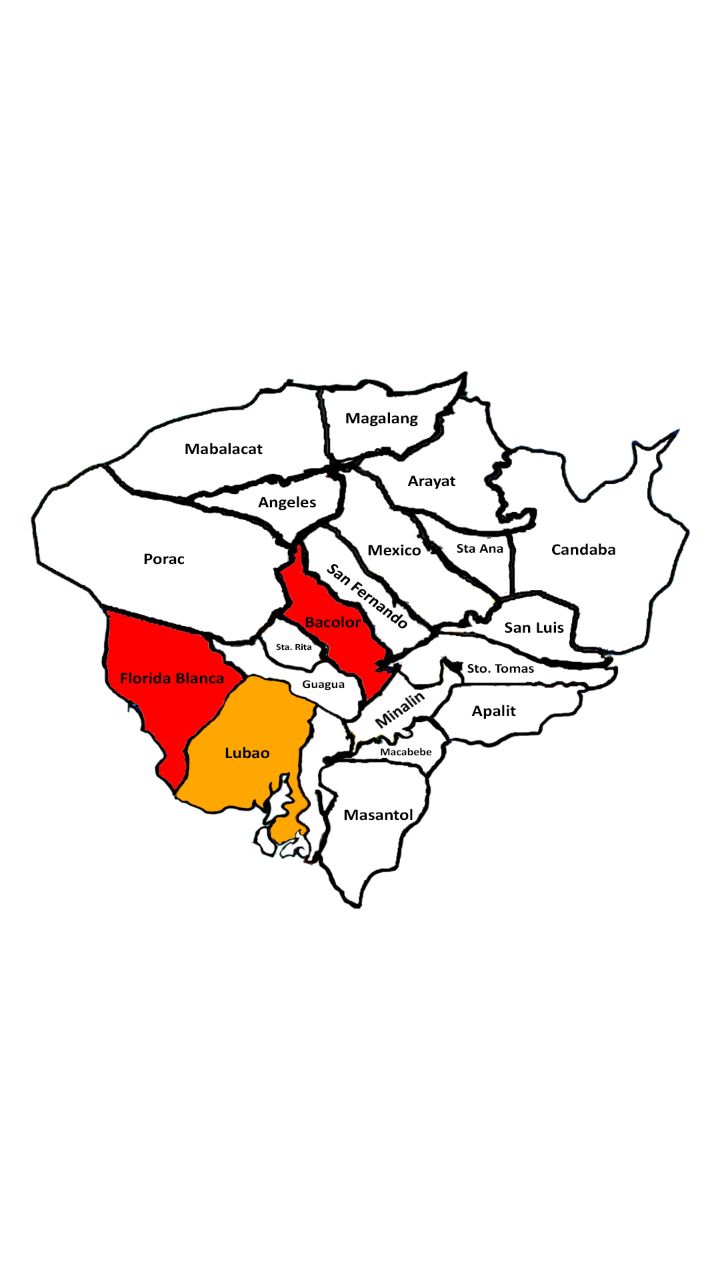 Magalang
Mabalacat
Arayat
Angeles
Mexico
Sta Ana
Candaba
Porac
San Fernando
Bacolor
San Luis
Sta. Rita
Sto. Tomas
Florida Blanca
Guagua
Minalin
Apalit
Lubao
Macabebe
Masantol